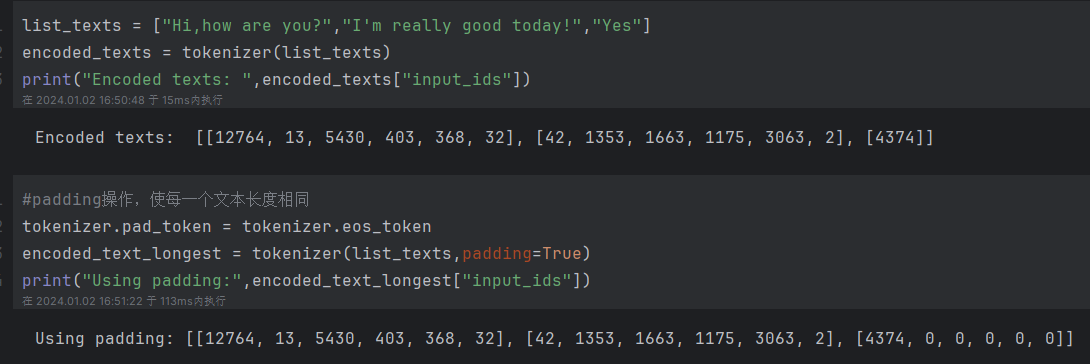 list_texts = ["Hi,how are you?","I'm really good today!","Yes"]
encoded_texts = tokenizer(list_texts)
print("Encoded texts: ",encoded_texts["input_ids"])
在 2024.01.02 16:50:48 于 15ms内执行
Encoded texts:  [[12764, 13, 5430, 403, 368, 32], [42, 1353, 1663, 1175, 3063, 2], [4374]]
#padding操作，使每一个文本长度相同
tokenizer.pad_token = tokenizer.eos_token
encoded_text_longest = tokenizer(list_texts,padding=True)
print("Using padding:",encoded_text_longest["input_ids"])
在 2024.01.02 16:51:22 于 113ms内执行
Using padding: [[12764, 13, 5430, 403, 368, 32], [42, 1353, 1663, 1175, 3063, 2], [4374, 0, 0, 0, 0, 0]]